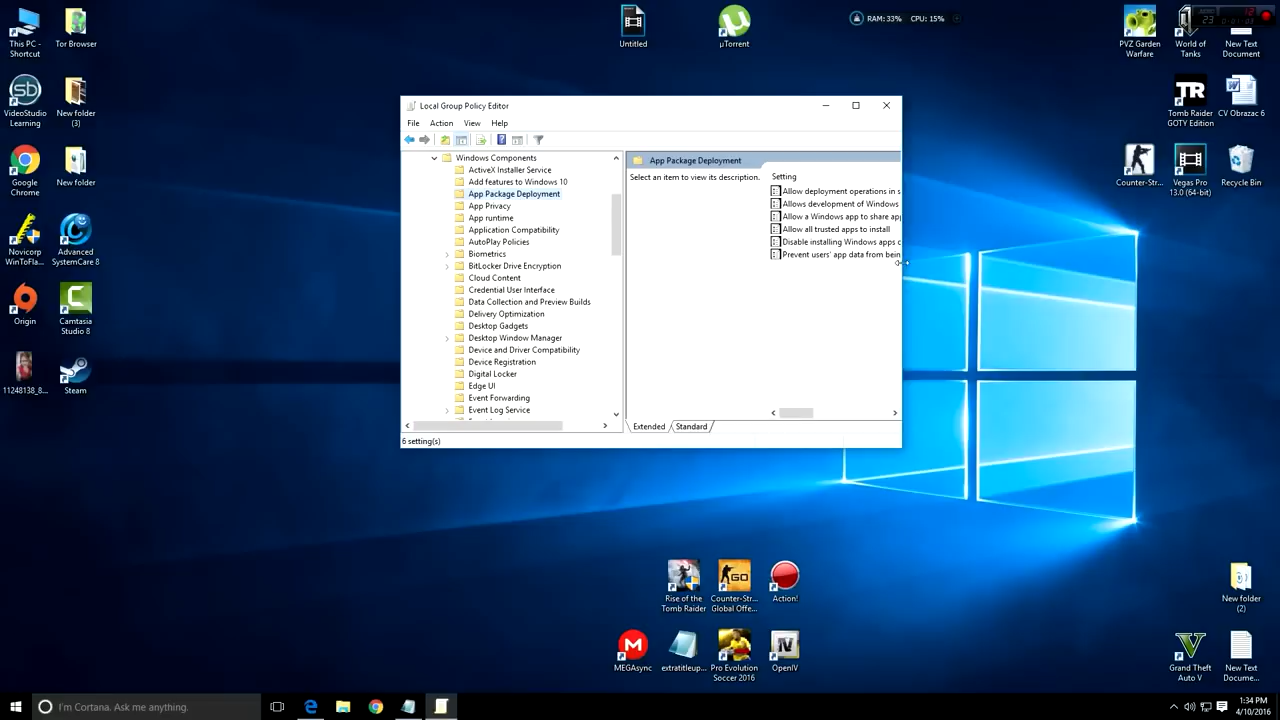 This PC -
Shortcut
Tor Browser
Untitled
µTorrent
RAM: 33% CPU: 15%
PVZ Garden
Warfare
World of
Tanks
New Text
Document
23
12
0:01:03
VideoStudio
Learning
New folder
(3)
TR
Tomb Raider
GOTY Edition
CV Obrazac 6
Google
Chrome
New folder
Counter-Str...
Vegas Pro
13.0 (64-bit)
Recycle Bin
Novicorp
WinToFla...
Advanced
SystemCare 8
Origin
Camtasia
Studio 8
11248138_8...
Steam
Local Group Policy Editor
File Action View Help
Windows Components
ActiveX Installer Service
Add features to Windows 10
App Package Deployment
App Privacy
App runtime
Application Compatibility
AutoPlay Policies
Biometrics
BitLocker Drive Encryption
Cloud Content
Credential User Interface
Data Collection and Preview Builds
Delivery Optimization
Desktop Gadgets
Desktop Window Manager
Device and Driver Compatibility
Device Registration
Digital Locker
Edge UI
Event Forwarding
Event Log Service
App Package Deployment
Select an item to view its description.
Setting
Allow deployment operations in s
Allows development of Windows
Allow a Windows app to share app
Allow all trusted apps to install
Disable installing Windows apps o
Prevent users' app data from bein
Extended Standard
6 setting(s)
Rise of the
Tomb Raider
Counter-Str...
Global Offe...
Action!
New folder
(2)
MEGAsync
extratitleup...
Pro Evolution
Soccer 2016
OpenIV
Grand Theft
Auto V
New Text
Docume...
I'm Cortana. Ask me anything.
1:34 PM
4/10/2016